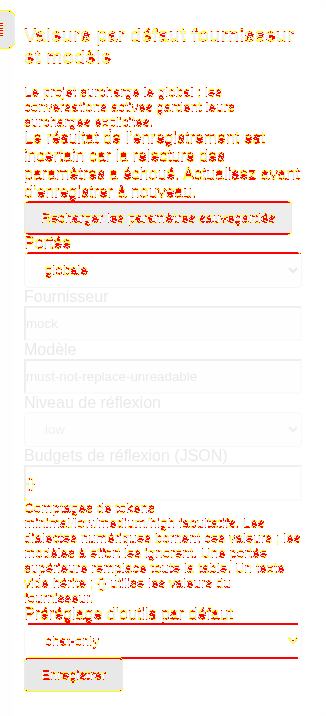 Valeurs par défaut fournisseur
et modèle
Le projet surcharge le global ; les
conversations actives gardent leurs
surcharges explicites.
Le résultat de l'enregistrement est
incertain car la relecture des
paramètres a échoué. Actualisez avant
d'enregistrer à nouveau.
Recharger les paramètres sauvegardés
Portée
globale
Fournisseur
mock
Modèle
must-not-replace-unreadable
Niveau de réflexion
low
Budgets de réflexion (JSON)
{}
Comptages de tokens
minimal/low/medium/high facultatifs. Les
dialectes numériques bornent ces valeurs ; les
modèles à effort les ignorent. Une portée
supérieure remplace toute la table. Un texte
vide hérite ; {} utilise les valeurs du
fournisseur.
Préréglage d'outils par défaut
chat-only
Enregistrer